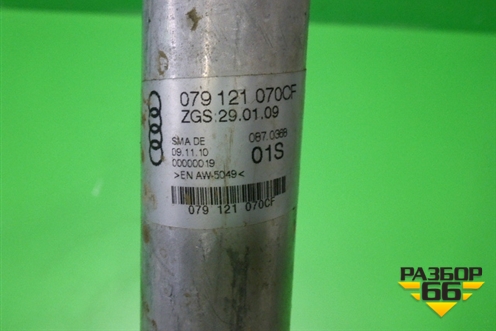 079 121 070CF
ZGS:29.01.09
SMA DE
087.036B
09.11.10
01S
00000019
>EN AW-5049<
079 121 070CF
РАЗБОР
66